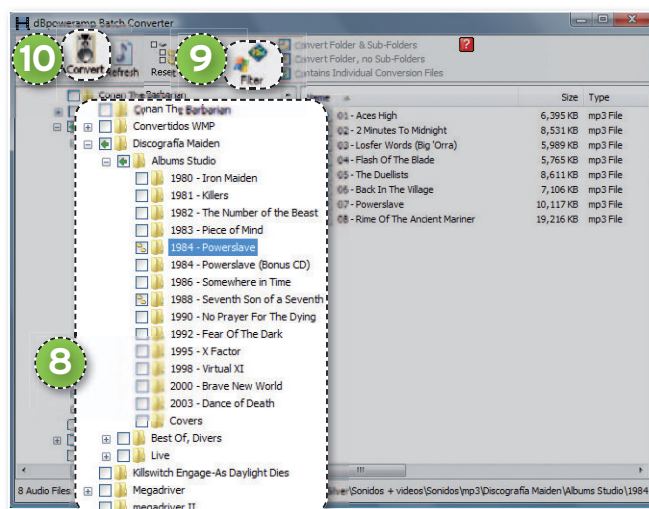 dBpoweramp Batch Converter
10
Convert
Refresh
Reset
9
Filter
Convert Folder & Sub-Folders
Convert Folder, no Sub-Folders
Contains Individual Conversion Files
?
Conan The Barbarian
Name Size Type
Conan The Barbarian
Convertidos WMP
Discografía Maiden
Albums Studio
1980 - Iron Maiden
1981 - Killers
1982 - The Number of the Beast
1983 - Piece of Mind
1984 - Powerslave
1984 - Powerslave (Bonus CD)
1986 - Somewhere in Time
1988 - Seventh Son of a Seventh
1990 - No Prayer For The Dying
1992 - Fear Of The Dark
1995 - X Factor
1998 - Virtual XI
2000 - Brave New World
2003 - Dance of Death
Covers
Best Of, Divers
Live
Killswitch Engage-As Daylight Dies
Megadriver
megadriver II
8
01 - Aces High 6,395 KB mp3 File
02 - 2 Minutes To Midnight 8,531 KB mp3 File
03 - Losfer Words (Big 'Orra) 5,989 KB mp3 File
04 - Flash Of The Blade 5,765 KB mp3 File
05 - The Duellists 8,611 KB mp3 File
06 - Back In The Village 7,106 KB mp3 File
07 - Powerslave 10,117 KB mp3 File
08 - Rime Of The Ancient Mariner 19,216 KB mp3 File
8 Audio Files
\Sonidos + videos\Sonidos\mp3\Discografía Maiden\Albums Studio\1984